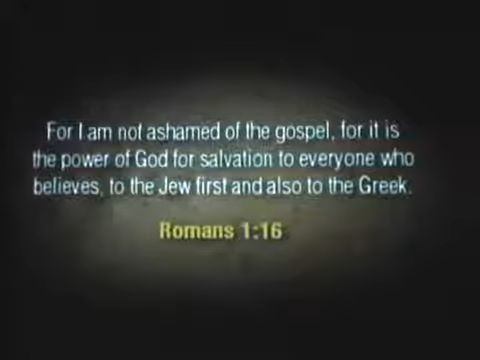 For I am not ashamed of the gospel, for it is
the power of God for salvation to everyone who
believes, to the Jew first and also to the Greek.
Romans 1:16